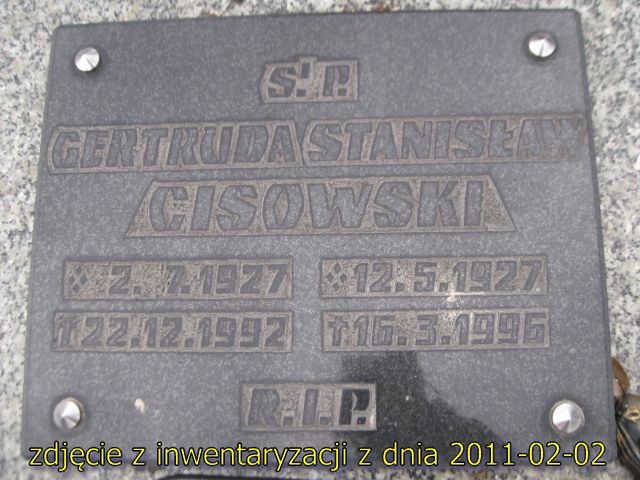 Ś. P.
GERTRUDA STANISŁAW
CISOWSKI
2. 7.1927 12.5.1927
†22.12.1992 †16.3.1996
R.I.P.
zdjęcie z inwentaryzacji z dnia 2011-02-02